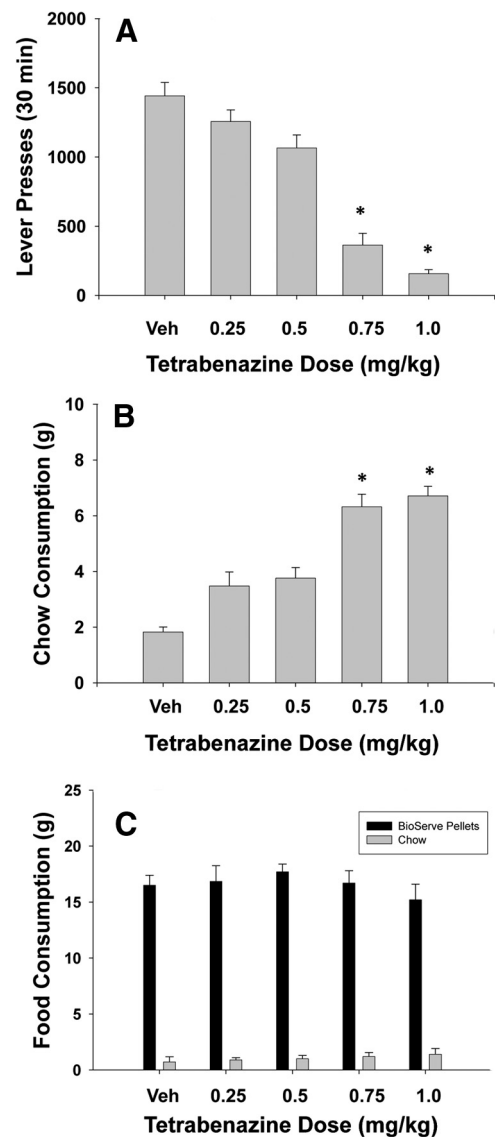 A
Lever Presses (30 min)
1500
1000
500
0
*
*
Veh 0.25 0.5 0.75 1.0
Tetrabenazine Dose (mg/kg)
B
Chow Consumption (g)
10
8
6
4
2
0
*
*
Veh 0.25 0.5 0.75 1.0
Tetrabenazine Dose (mg/kg)
C
Food Consumption (g)
25
20
15
10
5
0
BioServe Pellets
Chow
Veh 0.25 0.5 0.75 1.0
Tetrabenazine Dose (mg/kg)